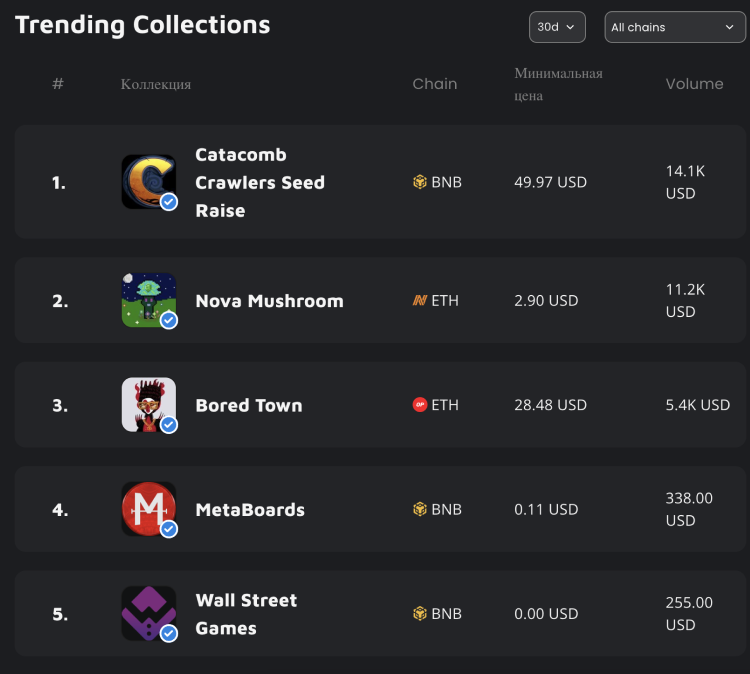 Trending Collections
30d
All chains
#
Коллекция
Chain
Минимальная
цена
Volume
1.
Catacomb
Crawlers Seed
Raise
BNB
49.97 USD
14.1K
USD
2.
Nova Mushroom
ETH
2.90 USD
11.2K
USD
3.
Bored Town
OP
ETH
28.48 USD
5.4K USD
4.
M
MetaBoards
BNB
0.11 USD
338.00
USD
5.
Wall Street
Games
BNB
0.00 USD
255.00
USD